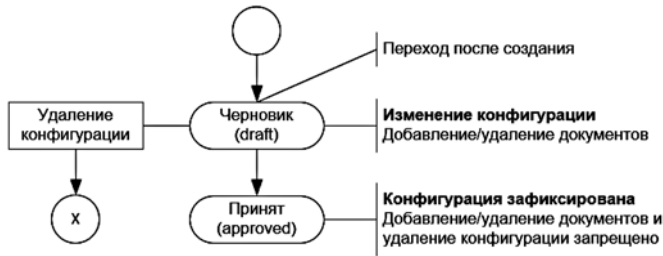 Переход после создания
Удаление
конфигурации
Черновик
(draft)
Изменение конфигурации
Добавление/удаление документов
x
Принят
(approved)
Конфигурация зафиксирована
Добавление/удаление документов и
удаление конфигурации запрещено